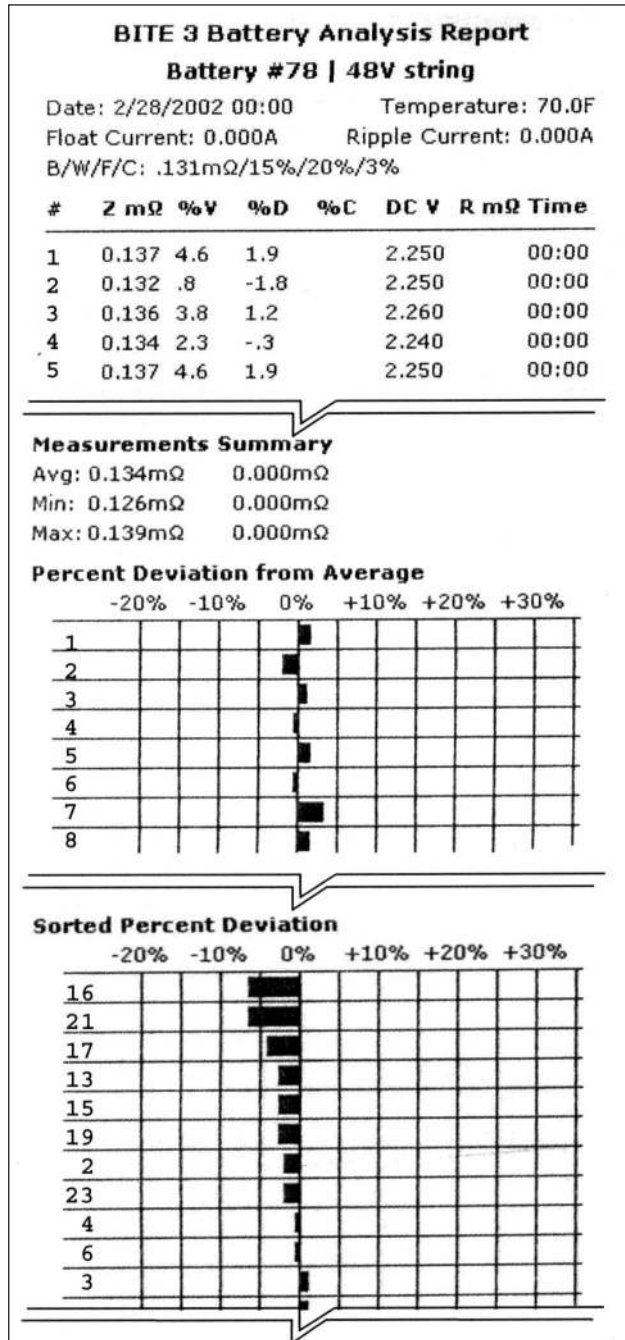 BITE 3 Battery Analysis Report
Battery #78 | 48V string
Date: 2/28/2002 00:00 Temperature: 70.0F
Float Current: 0.000A Ripple Current: 0.000A
B/W/F/C: .131mΩ/15%/20%/3%
# Z mΩ %V %D %C DC V R mΩ Time
1 0.137 4.6 1.9 2.250 00:00
2 0.132 .8 -1.8 2.250 00:00
3 0.136 3.8 1.2 2.260 00:00
4 0.134 2.3 -.3 2.240 00:00
5 0.137 4.6 1.9 2.250 00:00
Measurements Summary
Avg: 0.134mΩ 0.000mΩ
Min: 0.126mΩ 0.000mΩ
Max: 0.139mΩ 0.000mΩ
Percent Deviation from Average
-20% -10% 0% +10% +20% +30%
1
2
3
4
5
6
7
8
Sorted Percent Deviation
-20% -10% 0% +10% +20% +30%
16
21
17
13
15
19
2
23
4
6
3